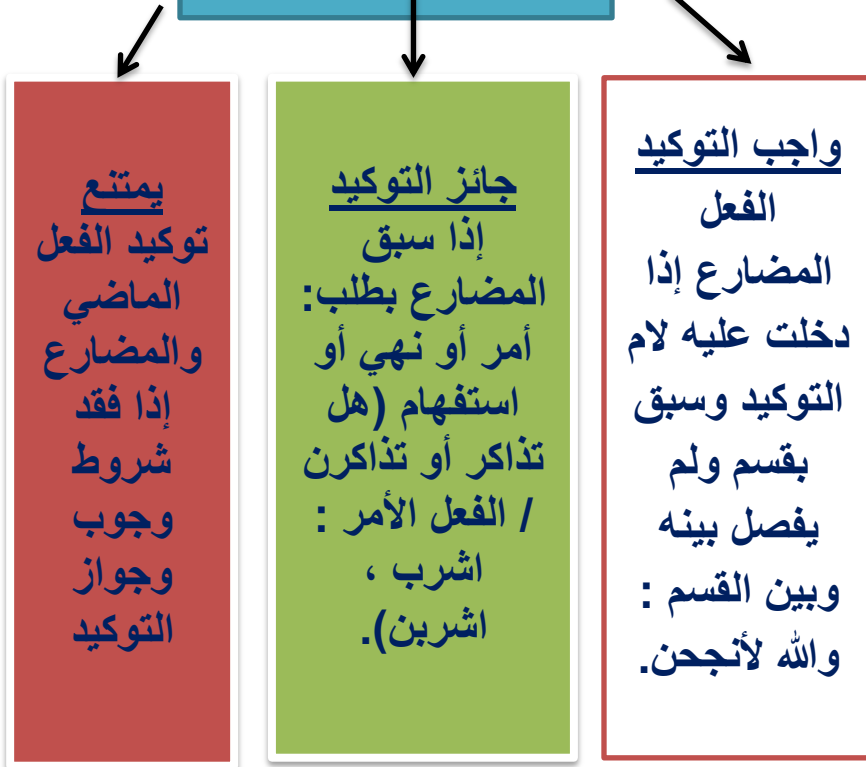 واجب التوكيد
الفعل
المضارع إذا
دخلت عليه لام
التوكيد وسبق
بقسم ولم
يفصل بينه
وبين القسم :
والله لأنجحن.
جائز التوكيد
إذا سبق
المضارع بطلب:
أمر أو نهي أو
استفهام (هل
تذاكر أو تذاكرن
/ الفعل الأمر :
اشرب ،
اشربن).
يمتنع
توكيد الفعل
الماضي
والمضارع
إذا فقد
شروط
وجوب
وجواز
التوكيد